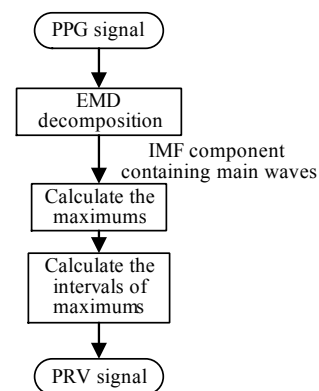 PPG signal
EMD
decomposition
IMF component
containing main waves
Calculate the
maximums
Calculate the
intervals of
maximums
PRV signal